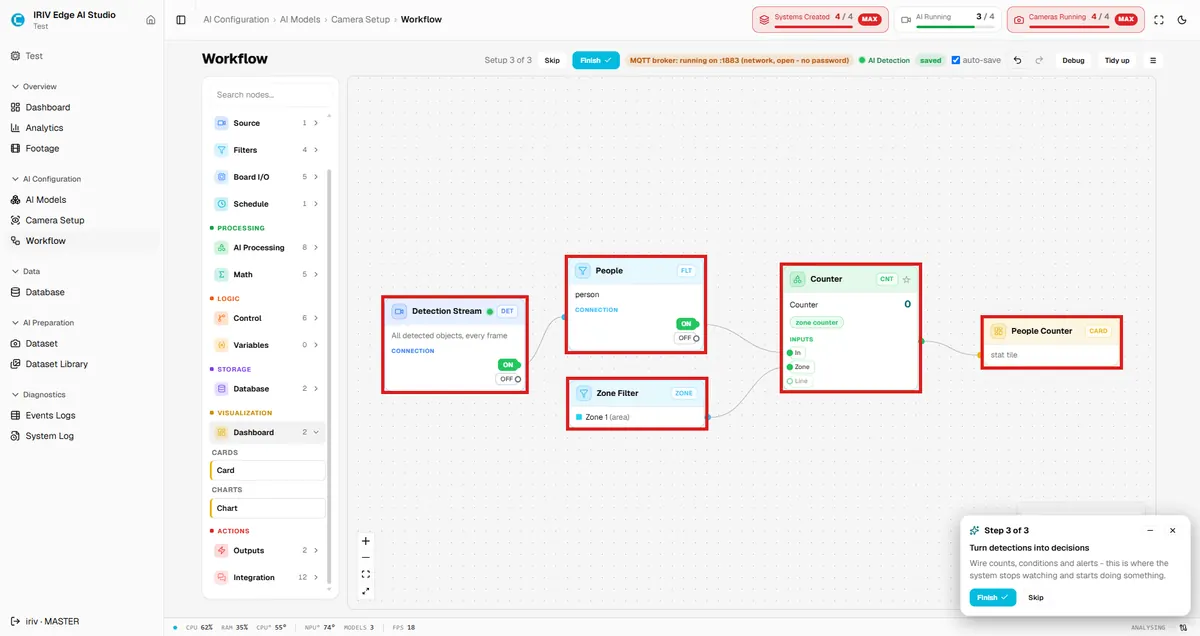 IRIV Edge AI Studio
Test
AI Configuration › AI Models › Camera Setup › Workflow
Systems Created 4 / 4 MAX
AI Running 3 / 4
Cameras Running 4 / 4 MAX
Test
Overview
Dashboard
Analytics
Footage
AI Configuration
AI Models
Camera Setup
Workflow
Data
Database
AI Preparation
Dataset
Dataset Library
Diagnostics
Events Logs
System Log
iriv - MASTER
Workflow
Setup 3 of 3
Skip
Finish
MQTT broker: running on :1883 (network, open - no password)
AI Detection
saved
auto-save
Debug
Tidy up
Search nodes...
Source 1
Filters 4
Board I/O 5
Schedule 1
PROCESSING
AI Processing 8
Math 5
LOGIC
Control 6
Variables 0
STORAGE
Database 2
VISUALIZATION
Dashboard 2
CARDS
Card
CHARTS
Chart
ACTIONS
Outputs 2
Integration 12
Detection Stream DET
All detected objects, every frame
CONNECTION
ON
OFF
People FLT
person
CONNECTION
ON
OFF
Zone Filter ZONE
Zone 1 (area)
Counter CNT
Counter 0
zone counter
INPUTS
In
Zone
Line
People Counter CARD
stat tile
Step 3 of 3
Turn detections into decisions
Wire counts, conditions and alerts - this is where the
system stops watching and starts doing something.
Finish
Skip
CPU 62% RAM 35% CPU° 55° NPU° 74° MODELS 3 FPS 18
ANALYSING